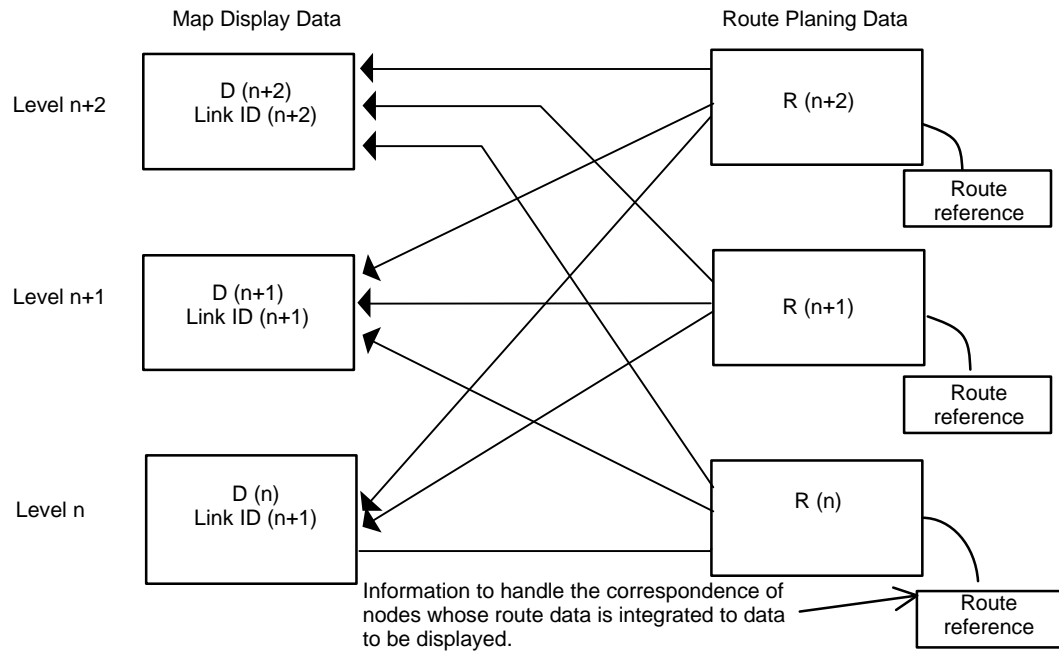 Map Display Data
Route Planing Data
Level n+2
D (n+2)
Link ID (n+2)
R (n+2)
Route
reference
Level n+1
D (n+1)
Link ID (n+1)
R (n+1)
Route
reference
Level n
D (n)
Link ID (n+1)
R (n)
Information to handle the correspondence of
nodes whose route data is integrated to data
to be displayed.
Route
reference